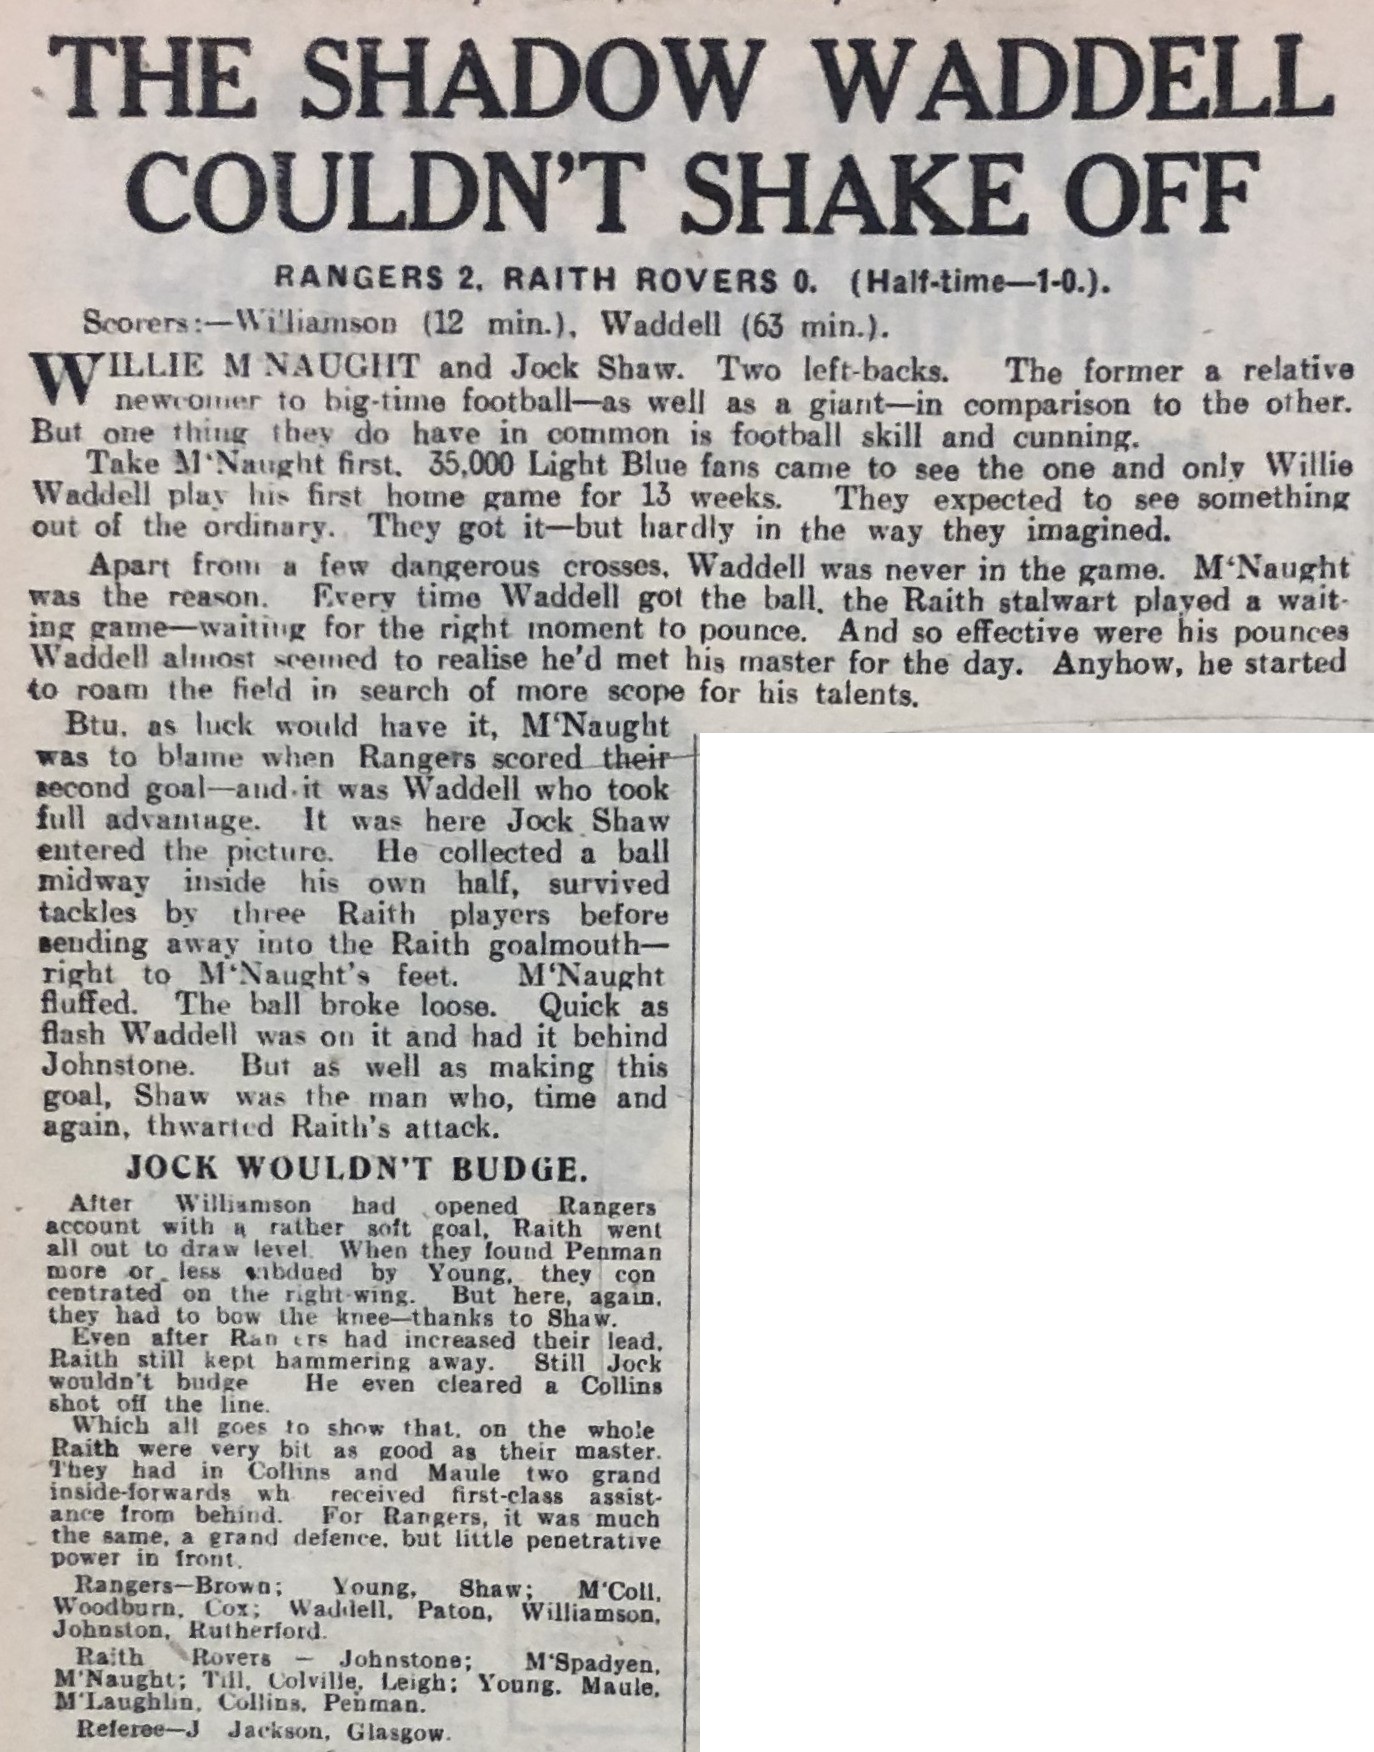 THE SHADOW WADDELL
COULDN'T SHAKE OFF
RANGERS 2, RAITH ROVERS 0. (Half-time—1-0.).
Scorers:—Williamson (12 min.), Waddell (63 min.).
WILLIE M NAUGHT and Jock Shaw. Two left-backs. The former a relative
newcomer to big-time football—as well as a giant—in comparison to the other.
But one thing they do have in common is football skill and cunning.
Take M'Naught first. 35,000 Light Blue fans came to see the one and only Willie
Waddell play his first home game for 13 weeks. They expected to see something
out of the ordinary. They got it—but hardly in the way they imagined.
Apart from a few dangerous crosses, Waddell was never in the game. M'Naught
was the reason. Every time Waddell got the ball, the Raith stalwart played a wait-
ing game—waiting for the right moment to pounce. And so effective were his pounces
Waddell almost seemed to realise he'd met his master for the day. Anyhow, he started
to roam the field in search of more scope for his talents.
Btu, as luck would have it, M'Naught
was to blame when Rangers scored their
second goal—and it was Waddell who took
full advantage. It was here Jock Shaw
entered the picture. He collected a ball
midway inside his own half, survived
tackles by three Raith players before
sending away into the Raith goalmouth—
right to M'Naught's feet. M'Naught
fluffed. The ball broke loose. Quick as
flash Waddell was on it and had it behind
Johnstone. But as well as making this
goal, Shaw was the man who, time and
again, thwarted Raith's attack.
JOCK WOULDN'T BUDGE.
After Williamson had opened Rangers
account with a rather soft goal, Raith went
all out to draw level. When they found Penman
more or less subdued by Young, they con
centrated on the right-wing. But here, again,
they had to bow the knee—thanks to Shaw.
Even after Ran ers had increased their lead,
Raith still kept hammering away. Still Jock
wouldn't budge He even cleared a Collins
shot off the line.
Which all goes to show that, on the whole
Raith were very bit as good as their master.
They had in Collins and Maule two grand
inside-forwards wh received first-class assist-
ance from behind. For Rangers, it was much
the same, a grand defence, but little penetrative
power in front.
Rangers—Brown; Young, Shaw; M'Coll,
Woodburn, Cox; Waddell, Paton, Williamson,
Johnston, Rutherford.
Raith Rovers — Johnstone; M'Spadyen,
M'Naught; Till, Colville, Leigh; Young, Maule,
M'Laughlin, Collins, Penman.
Referee—J Jackson, Glasgow.